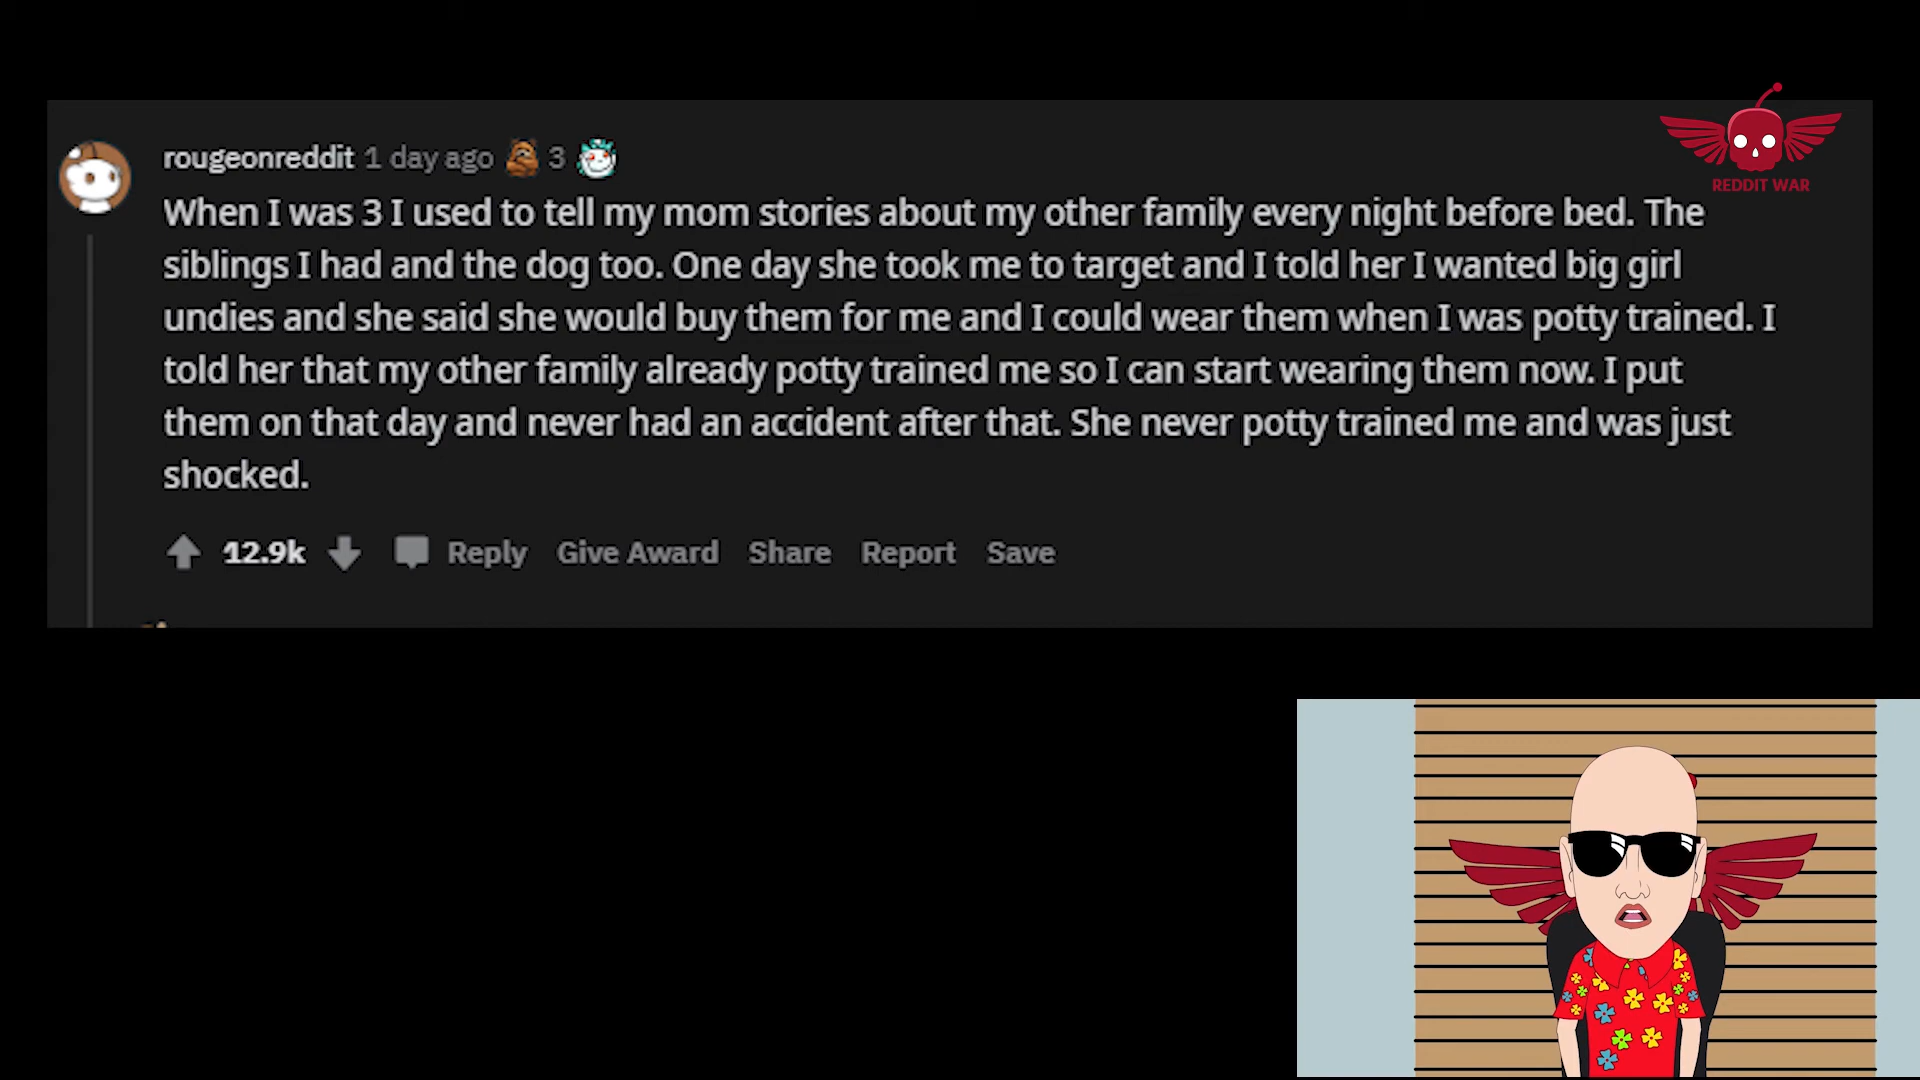 rougeonreddit 1 day ago 3
REDDIT WAR
When I was 3 I used to tell my mom stories about my other family every night before bed. The
siblings I had and the dog too. One day she took me to target and I told her I wanted big girl
undies and she said she would buy them for me and I could wear them when I was potty trained. I
told her that my other family already potty trained me so I can start wearing them now. I put
them on that day and never had an accident after that. She never potty trained me and was just
shocked.
12.9k Reply Give Award Share Report Save